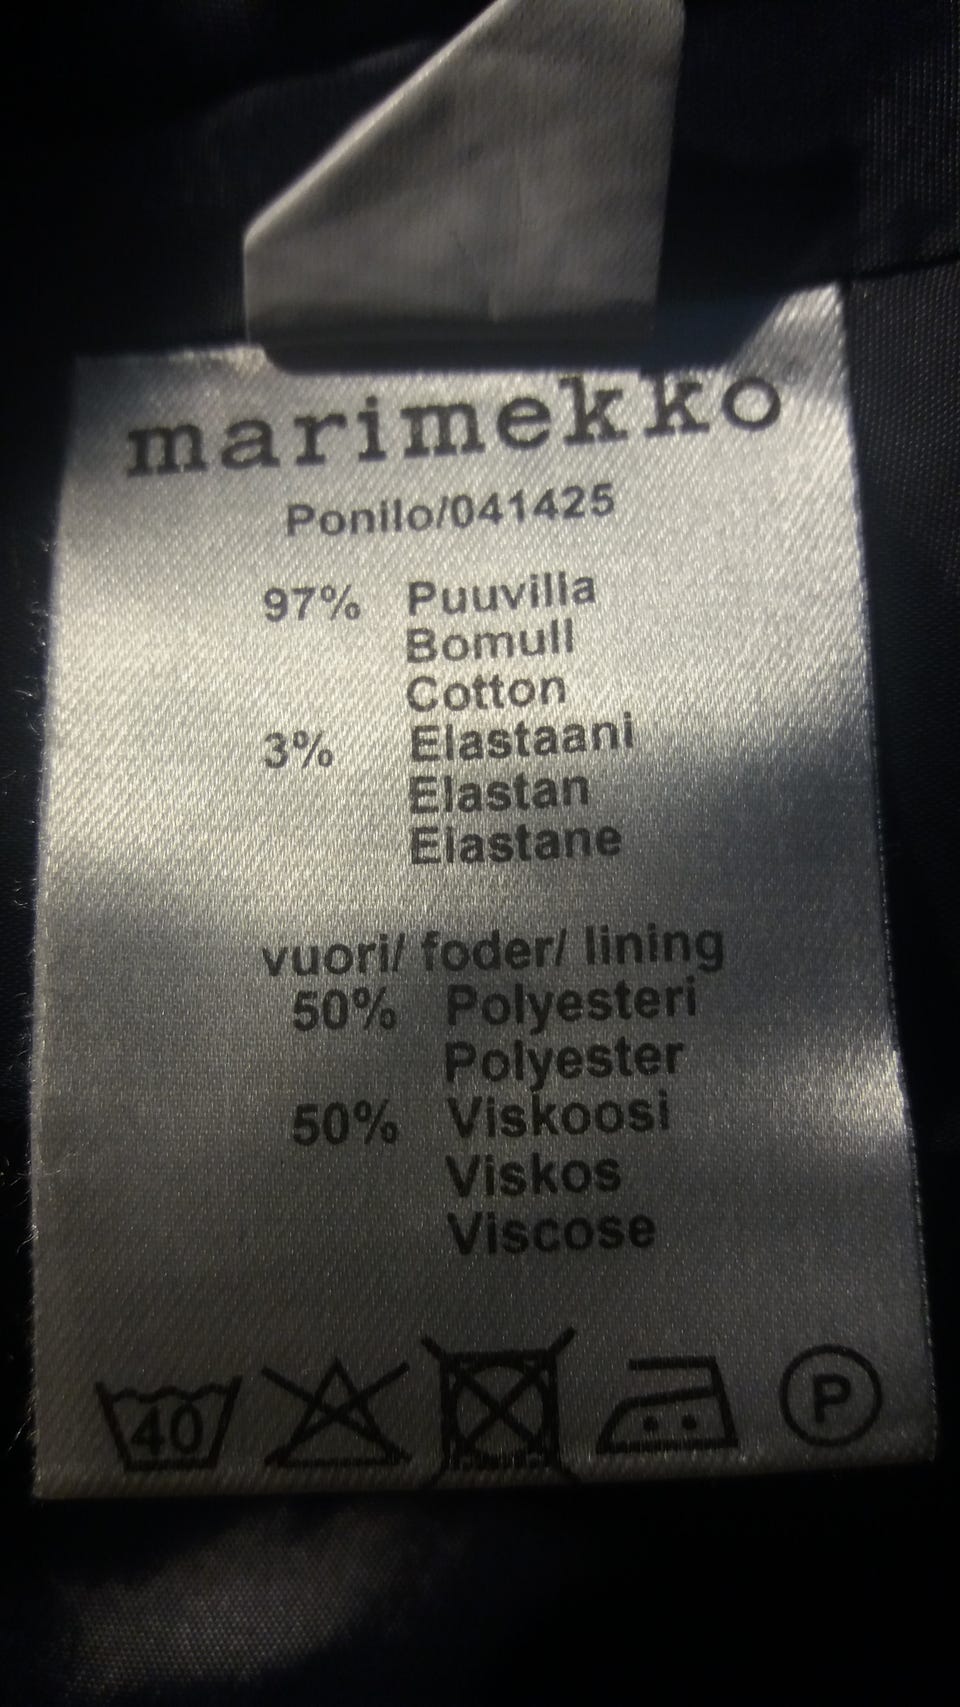 marimekko
Ponilo/041425
97% Puuvilla
Bomull
Cotton
3% Elastaani
Elastan
Elastane
vuori/ foder/ lining
50% Polyesteri
Polyester
50% Viskoosi
Viskos
Viscose
40 P